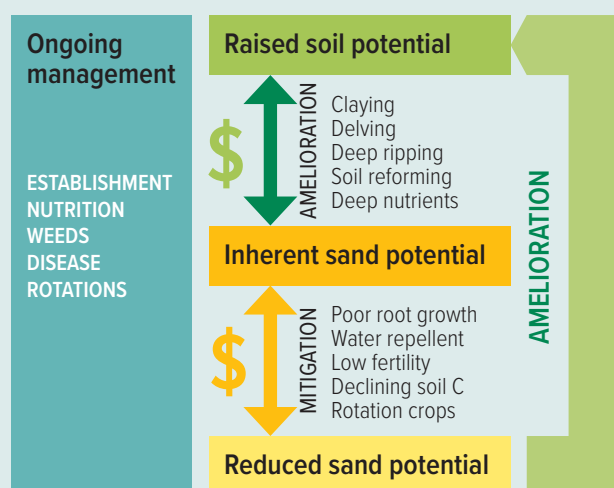 Ongoing
management
ESTABLISHMENT
NUTRITION
WEEDS
DISEASE
ROTATIONS
Raised soil potential
$
AMELIORATION
Claying
Delving
Deep ripping
Soil reforming
Deep nutrients
Inherent sand potential
$
MITIGATION
Poor root growth
Water repellent
Low fertility
Declining soil C
Rotation crops
Reduced sand potential
AMELIORATION